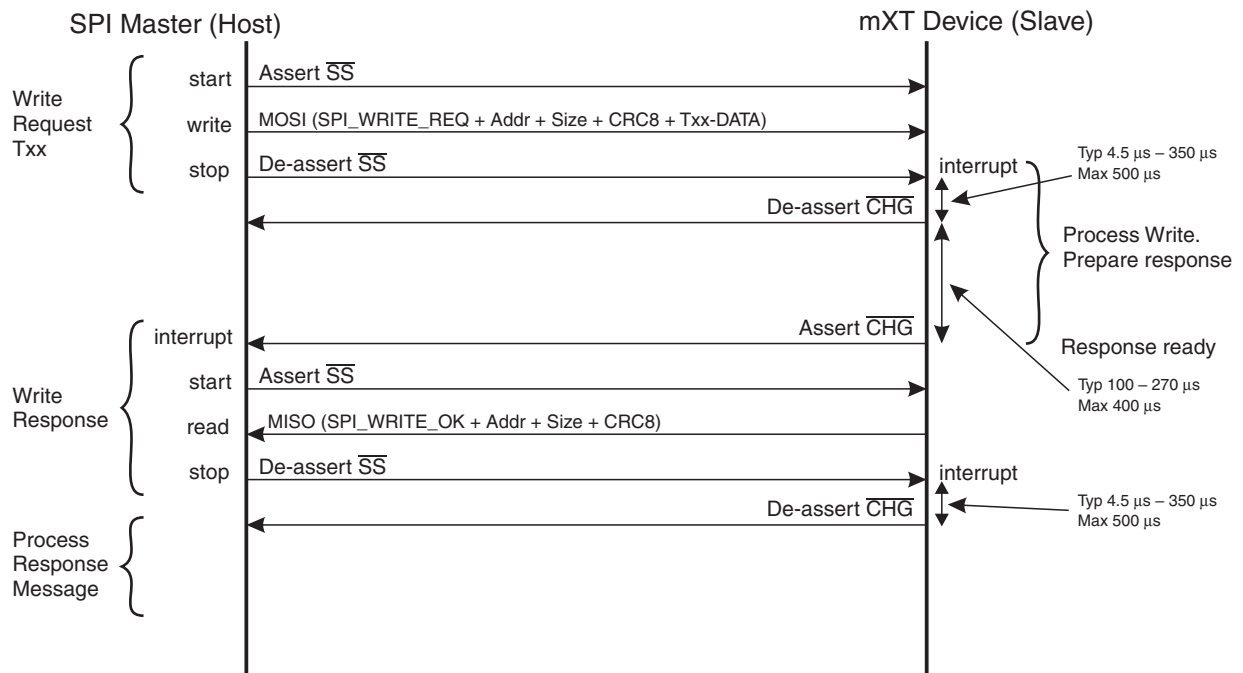 SPI Master (Host)
mXT Device (Slave)
Write
Request
Txx
start
Assert SS
write
MOSI (SPI_WRITE_REQ + Addr + Size + CRC8 + Txx-DATA)
stop
De-assert SS
interrupt
Typ 4.5 μs – 350 μs
Max 500 μs
De-assert CHG
Process Write.
Prepare response
interrupt
Assert CHG
Response ready
Typ 100 – 270 μs
Max 400 μs
Write
Response
start
Assert SS
read
MISO (SPI_WRITE_OK + Addr + Size + CRC8)
stop
De-assert SS
interrupt
Typ 4.5 μs – 350 μs
Max 500 μs
De-assert CHG
Process
Response
Message